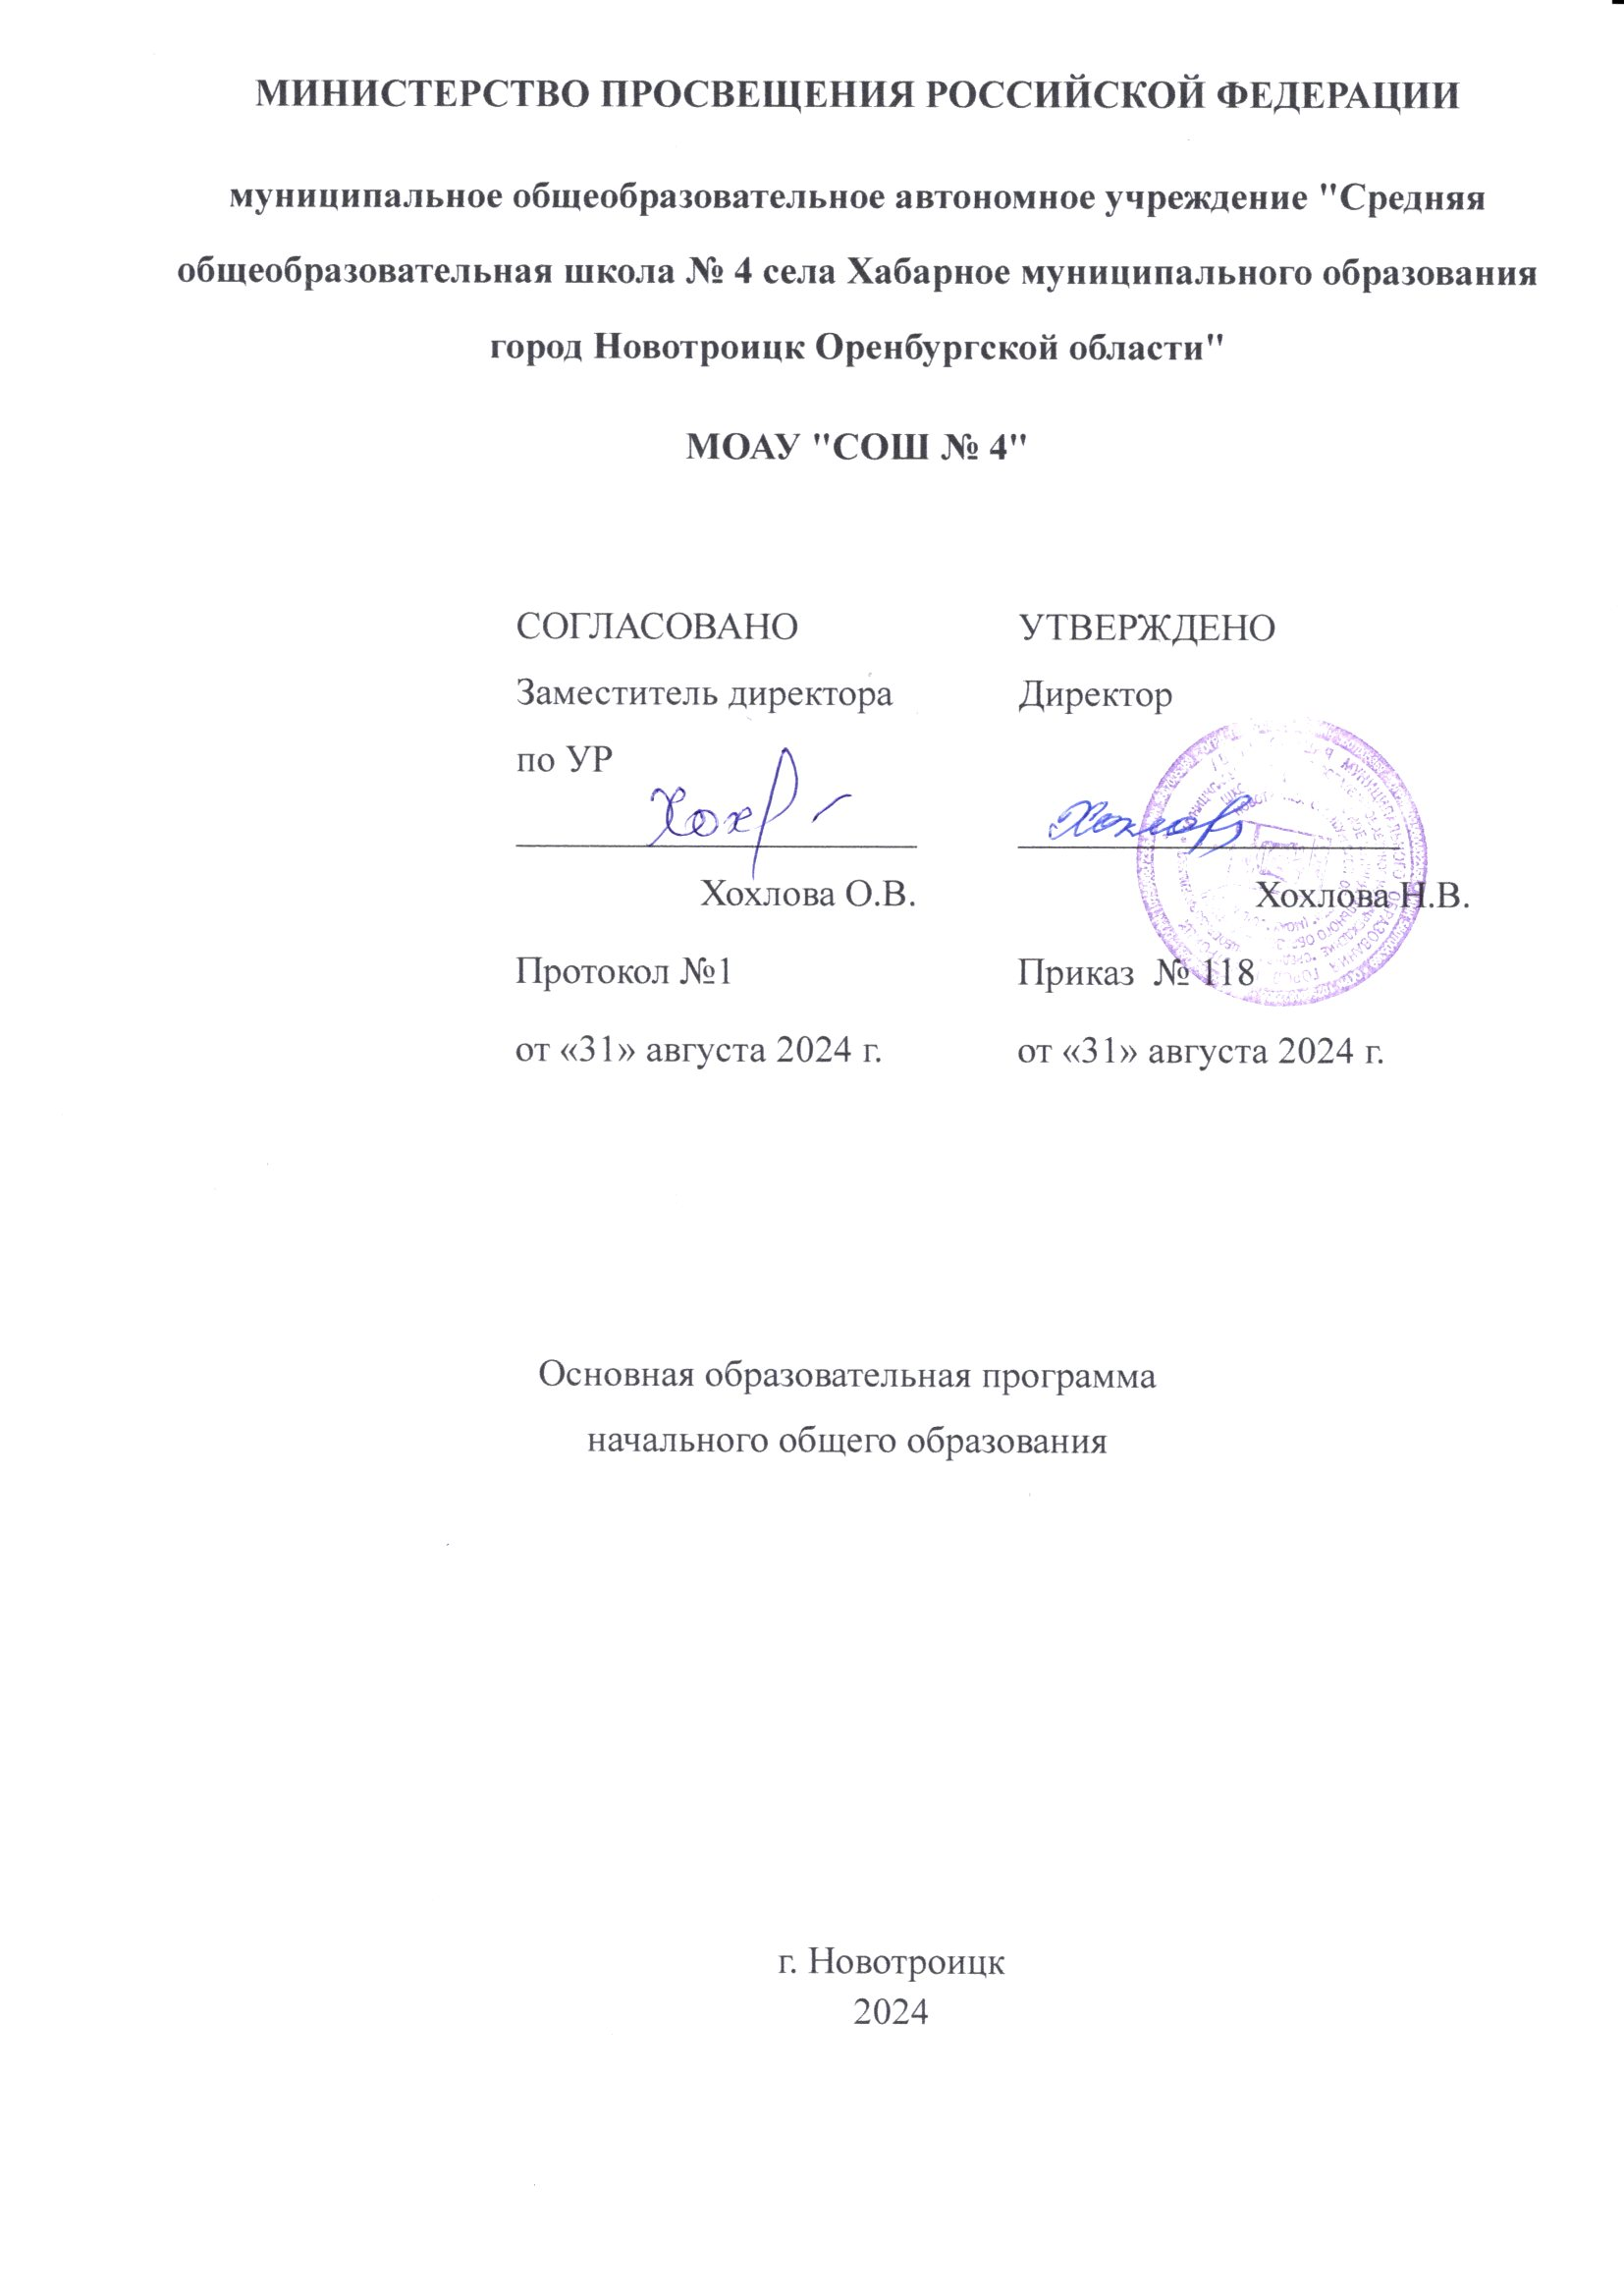 МИНИСТЕРСТВО ПРОСВЕЩЕНИЯ РОССИЙСКОЙ ФЕДЕРАЦИИ
муниципальное общеобразовательное автономное учреждение "Средняя
общеобразовательная школа № 4 села Хабарное муниципального образования
город Новотроицк Оренбургской области"
МОАУ "СОШ № 4"
СОГЛАСОВАНО
Заместитель директора
по УР
Хохлова О.В.
Протокол №1
от «31» августа 2024 г.
УТВЕРЖДЕНО
Директор
Хохлова Н.В.
Приказ № 118
от «31» августа 2024 г.
Основная образовательная программа
начального общего образования
г. Новотроицк
2024